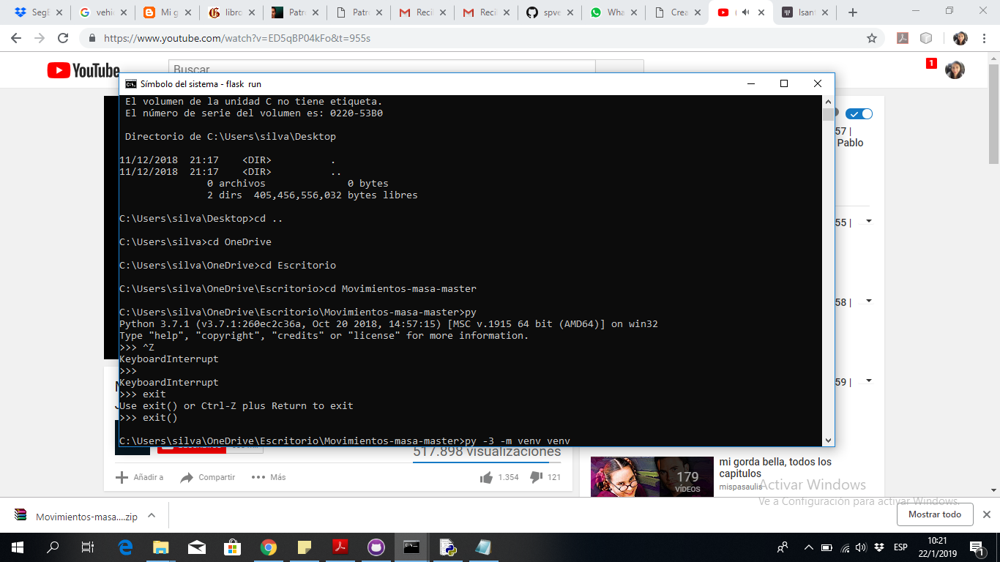 SegE
vehi
Mi g
libro
Patro
Patro
Recil
Recil
spve
Wha
Crea
Isant
https://www.youtube.com/watch?v=ED5qBP04kFo&t=955s
YouTube
Buscar
1
Símbolo del sistema - flask run
El volumen de la unidad C no tiene etiqueta.
El número de serie del volumen es: 0220-53B0
Directorio de C:\Users\silva\Desktop
11/12/2018 21:17 <DIR> .
11/12/2018 21:17 <DIR> ..
0 archivos 0 bytes
2 dirs 405,456,556,032 bytes libres
C:\Users\silva\Desktop>cd ..
C:\Users\silva>cd OneDrive
C:\Users\silva\OneDrive>cd Escritorio
C:\Users\silva\OneDrive\Escritorio>cd Movimientos-masa-master
C:\Users\silva\OneDrive\Escritorio\Movimientos-masa-master>py
Python 3.7.1 (v3.7.1:260ec2c36a, Oct 20 2018, 14:57:15) [MSC v.1915 64 bit (AMD64)] on win32
Type "help", "copyright", "credits" or "license" for more information.
>>> ^Z
KeyboardInterrupt
>>>
KeyboardInterrupt
>>> exit
Use exit() or Ctrl-Z plus Return to exit
>>> exit()
C:\Users\silva\OneDrive\Escritorio\Movimientos-masa-master>py -3 -m venv venv
57 |
Pablo
55 |
58 |
59 |
517.898 visualizaciones
Añadir a
Compartir
Más
1.354
121
179
VÍDEOS
mi gorda bella, todos los
capitulos
mispasaulis
Activar Windows
Ve a Configuración para activar Windows.
Movimientos-masa....zip
Mostrar todo
ESP
10:21
22/1/2019
1